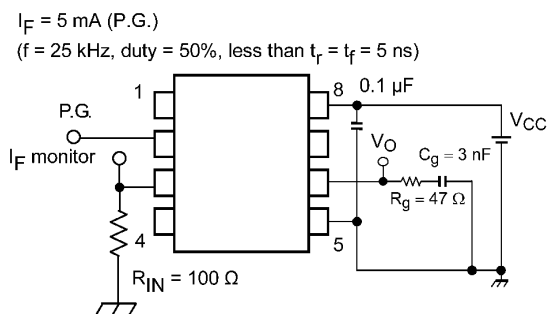 IF = 5 mA (P.G.)
(f = 25 kHz, duty = 50%, less than tr = tf = 5 ns)
1
8
0.1 μF
P.G.
VCC
VO
IF monitor
Cg = 3 nF
Rg = 47 Ω
4
5
RIN = 100 Ω